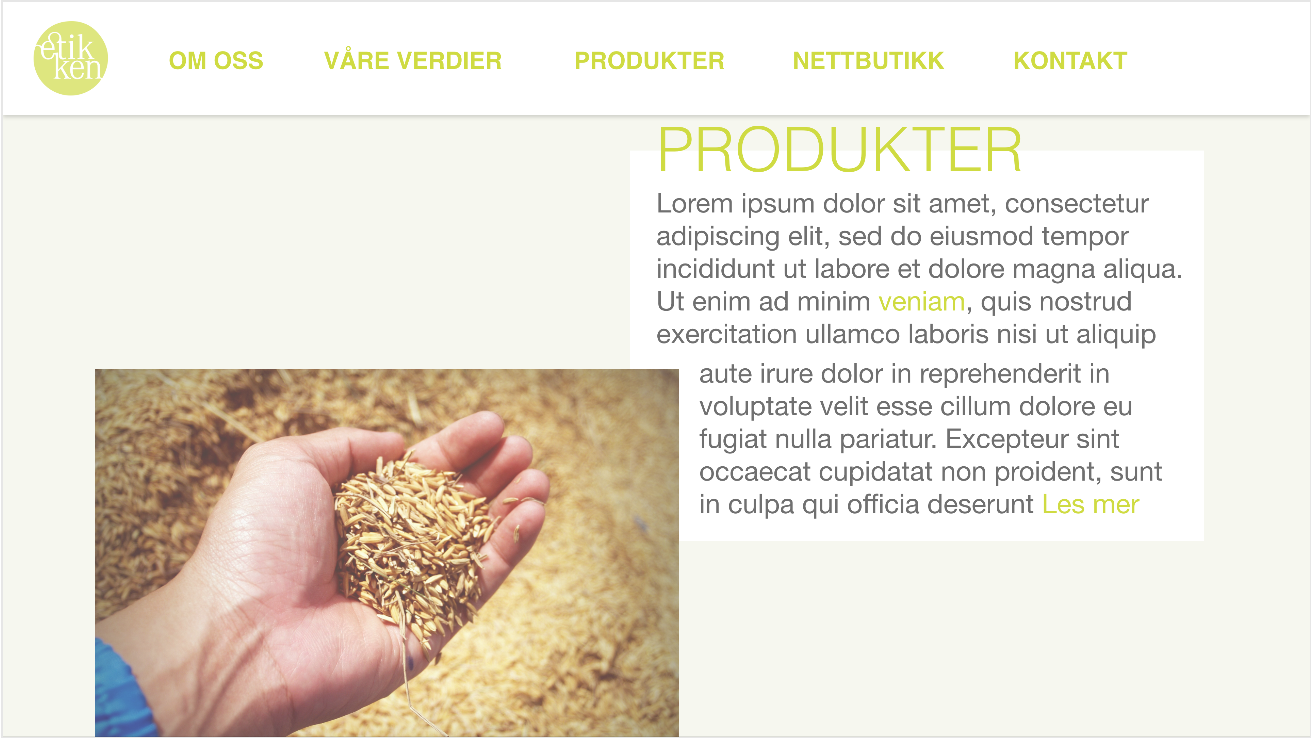 etik
ken
OM OSS
VÅRE VERDIER
PRODUKTER
NETTBUTIKK
KONTAKT
PRODUKTER
Lorem ipsum dolor sit amet, consectetur
adipiscing elit, sed do eiusmod tempor
incididunt ut labore et dolore magna aliqua.
Ut enim ad minim veniam, quis nostrud
exercitation ullamco laboris nisi ut aliquip
aute irure dolor in reprehenderit in
voluptate velit esse cillum dolore eu
fugiat nulla pariatur. Excepteur sint
occaecat cupidatat non proident, sunt
in culpa qui officia deserunt Les mer